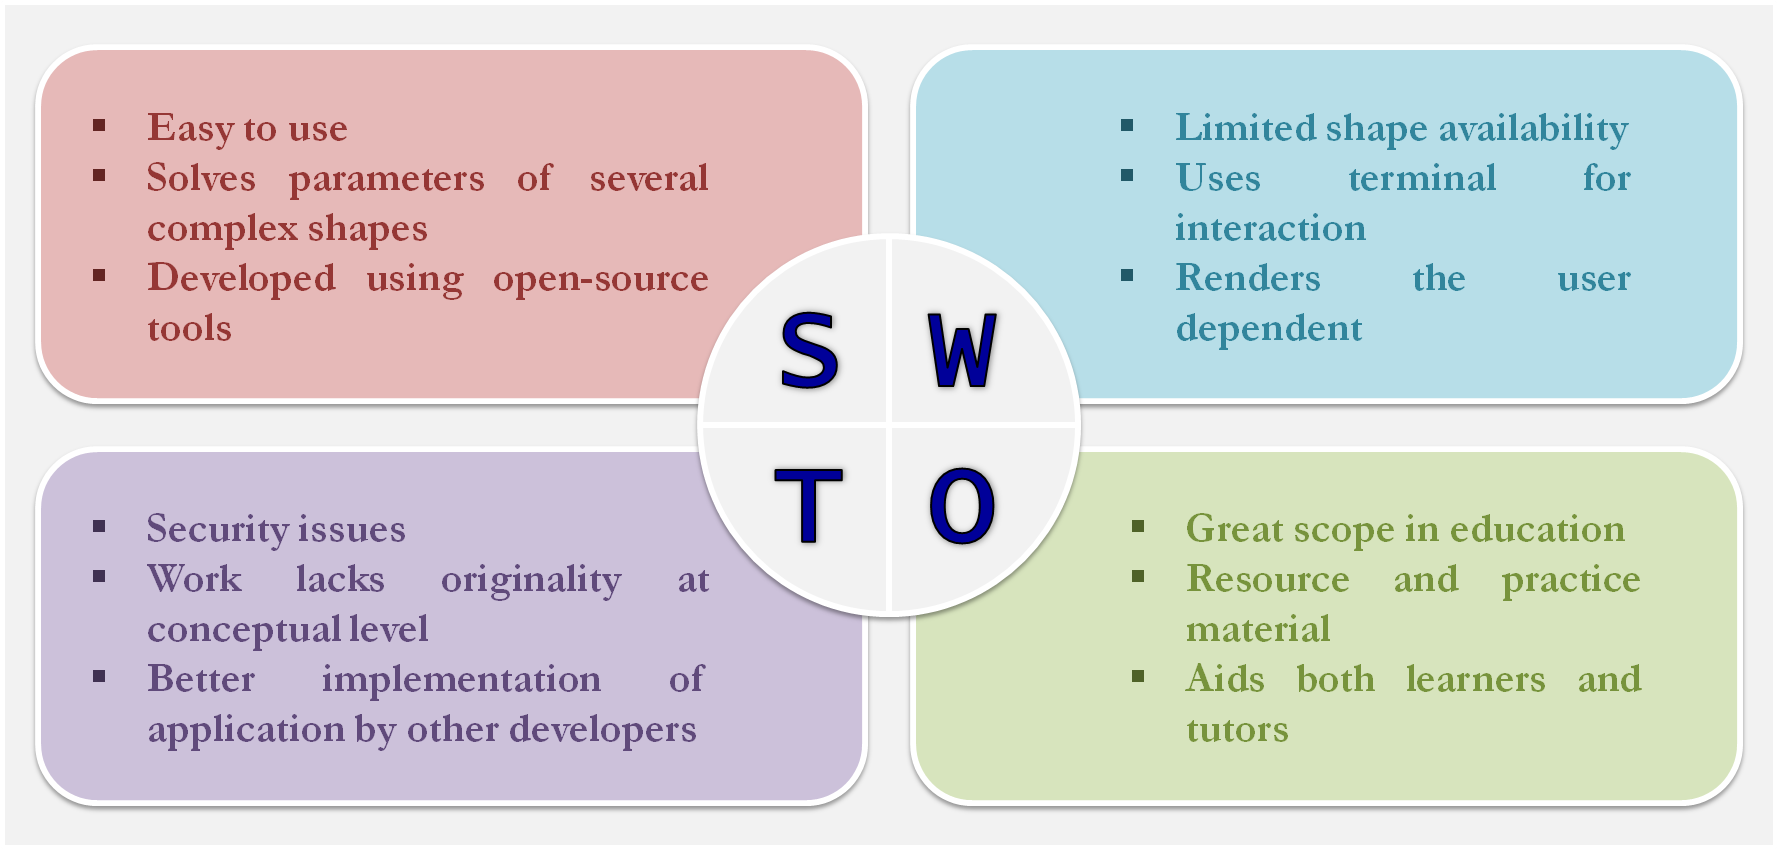 ▪ Easy to use
▪ Solves parameters of several
complex shapes
▪ Developed using open-source
tools
▪ Limited shape availability
▪ Uses terminal for
interaction
▪ Renders the user
dependent
S W
T O
▪ Security issues
▪ Work lacks originality at
conceptual level
▪ Better implementation of
application by other developers
▪ Great scope in education
▪ Resource and practice
material
▪ Aids both learners and
tutors